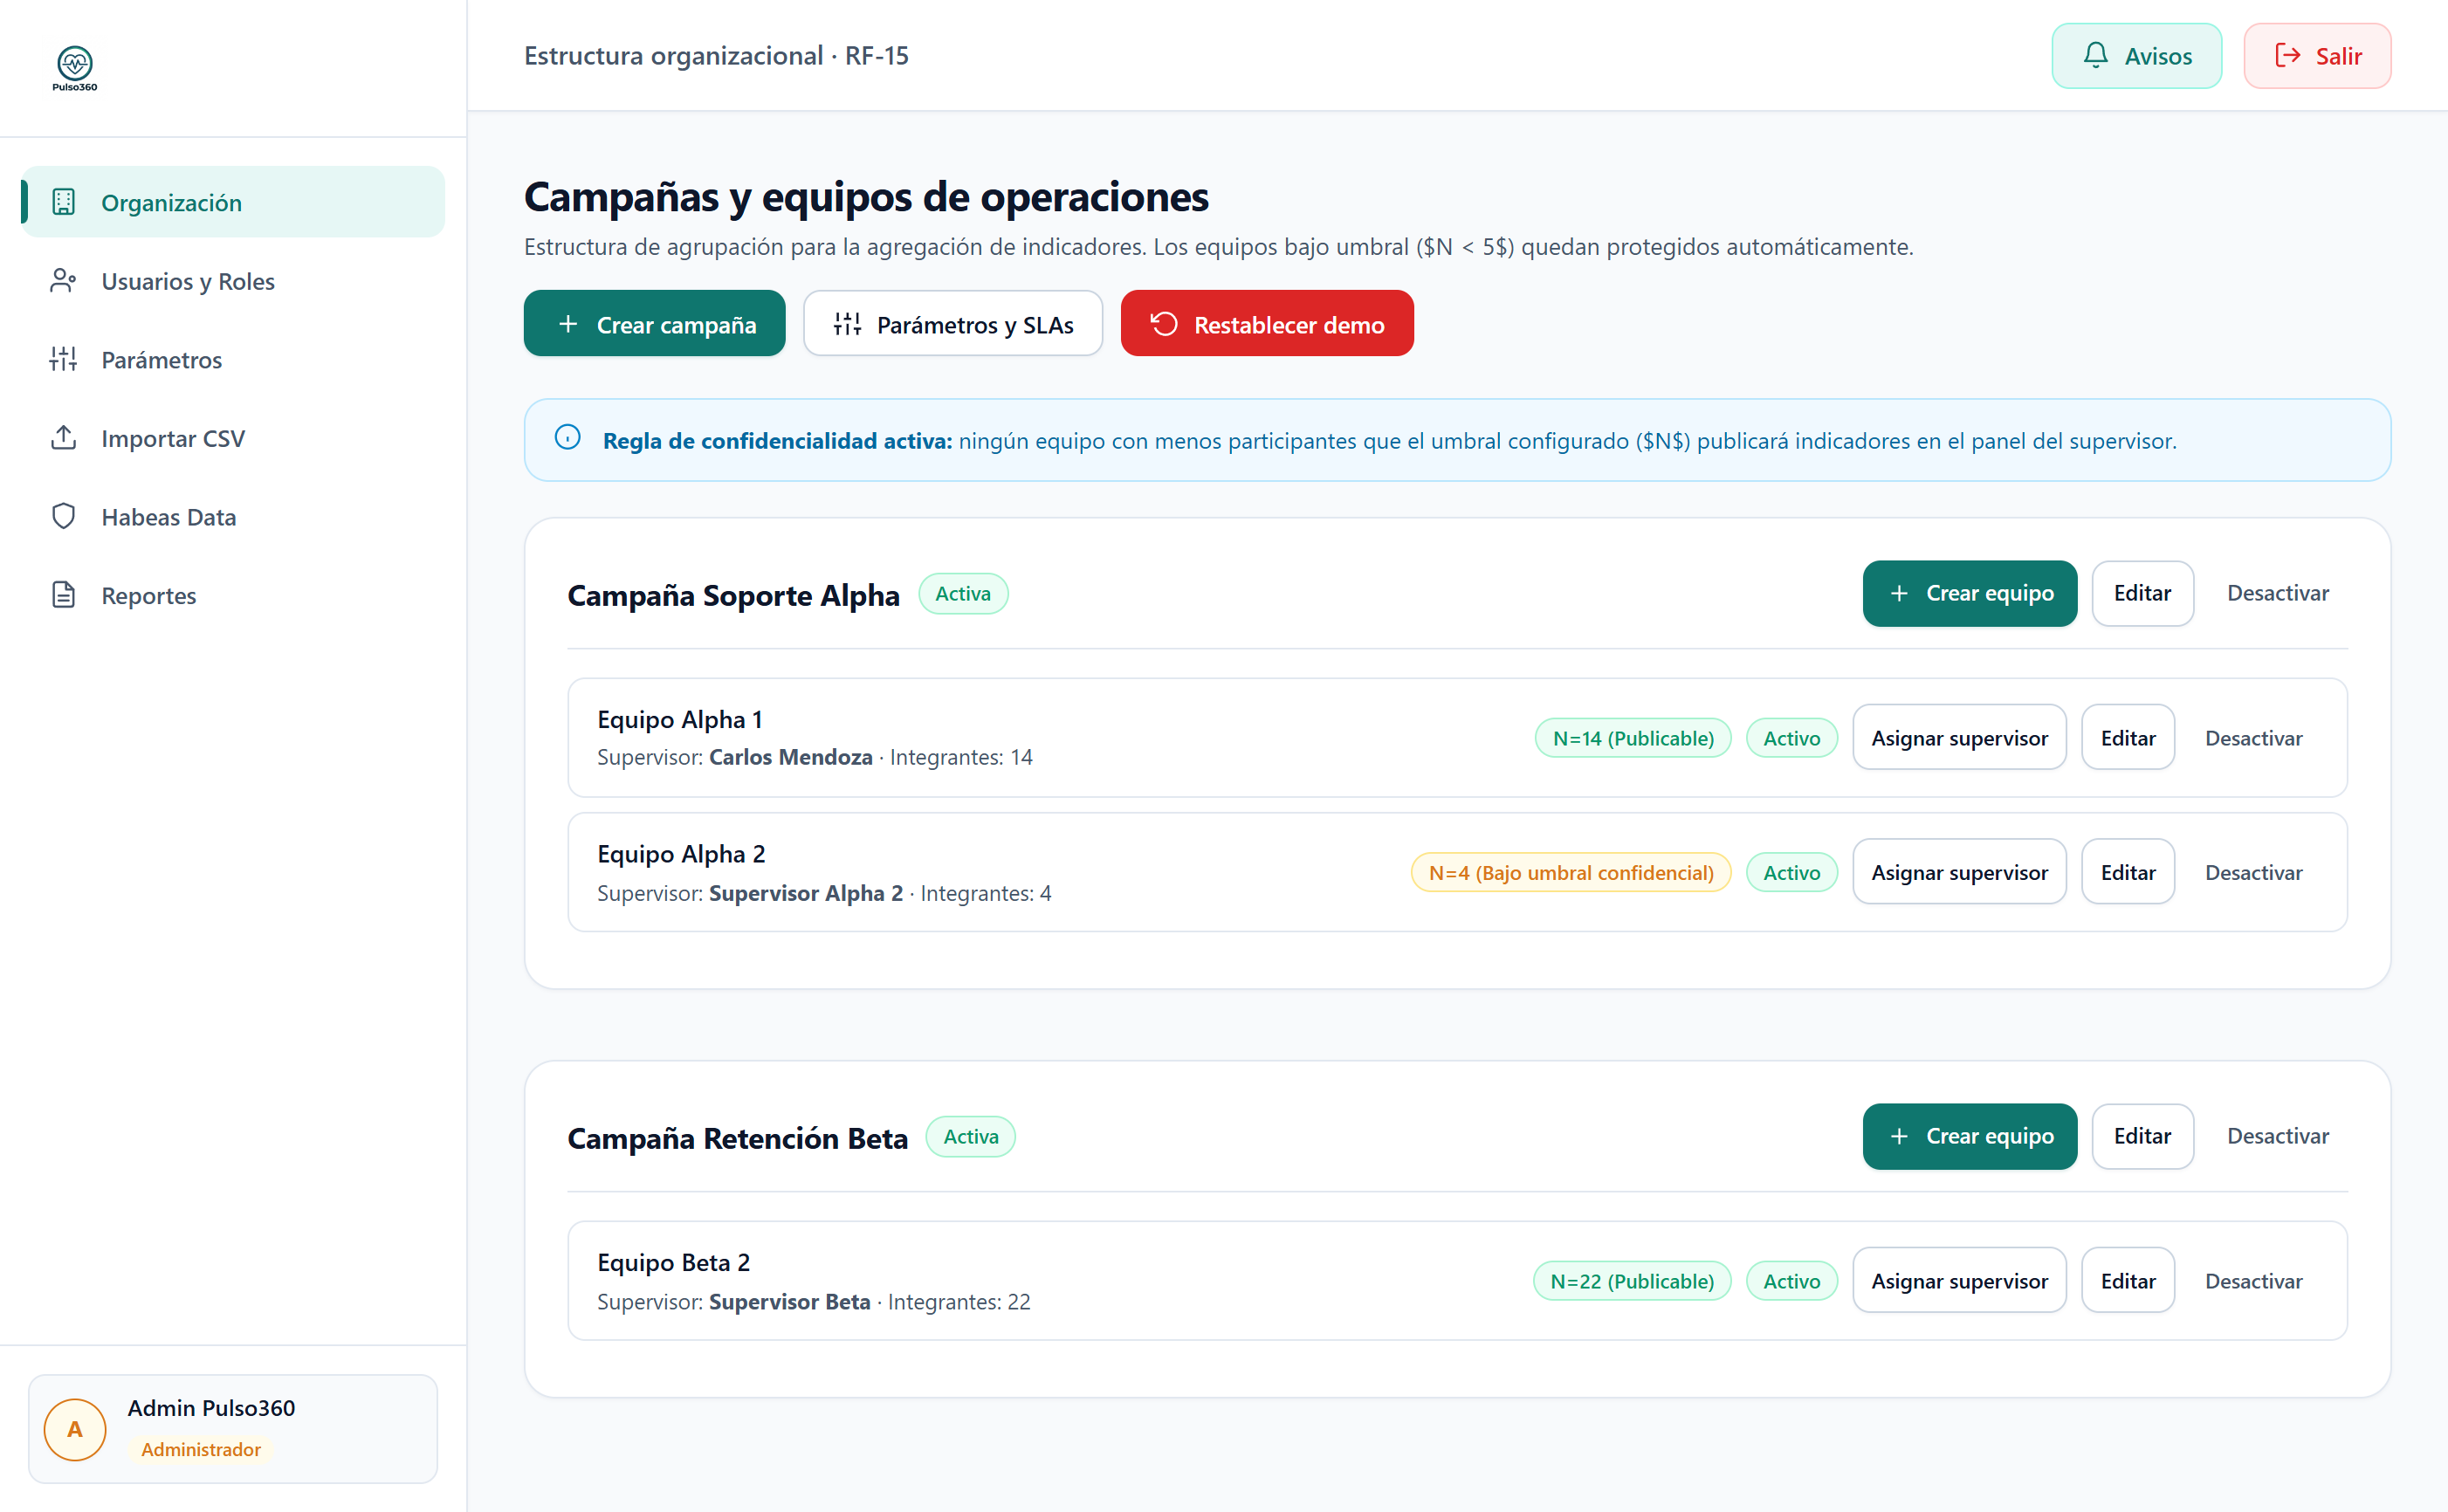 Pulso360
Estructura organizacional · RF-15
Avisos
Salir
Organización
Usuarios y Roles
Parámetros
Importar CSV
Habeas Data
Reportes
Admin Pulso360
A
Administrador
Campañas y equipos de operaciones
Estructura de agrupación para la agregación de indicadores. Los equipos bajo umbral ($N < 5$) quedan protegidos automáticamente.
Crear campaña
Parámetros y SLAs
Restablecer demo
Regla de confidencialidad activa: ningún equipo con menos participantes que el umbral configurado ($N$) publicará indicadores en el panel del supervisor.
Campaña Soporte Alpha
Activa
Crear equipo
Editar
Desactivar
Equipo Alpha 1
Supervisor: Carlos Mendoza · Integrantes: 14
N=14 (Publicable)
Activo
Asignar supervisor
Editar
Desactivar
Equipo Alpha 2
Supervisor: Supervisor Alpha 2 · Integrantes: 4
N=4 (Bajo umbral confidencial)
Activo
Asignar supervisor
Editar
Desactivar
Campaña Retención Beta
Activa
Crear equipo
Editar
Desactivar
Equipo Beta 2
Supervisor: Supervisor Beta · Integrantes: 22
N=22 (Publicable)
Activo
Asignar supervisor
Editar
Desactivar